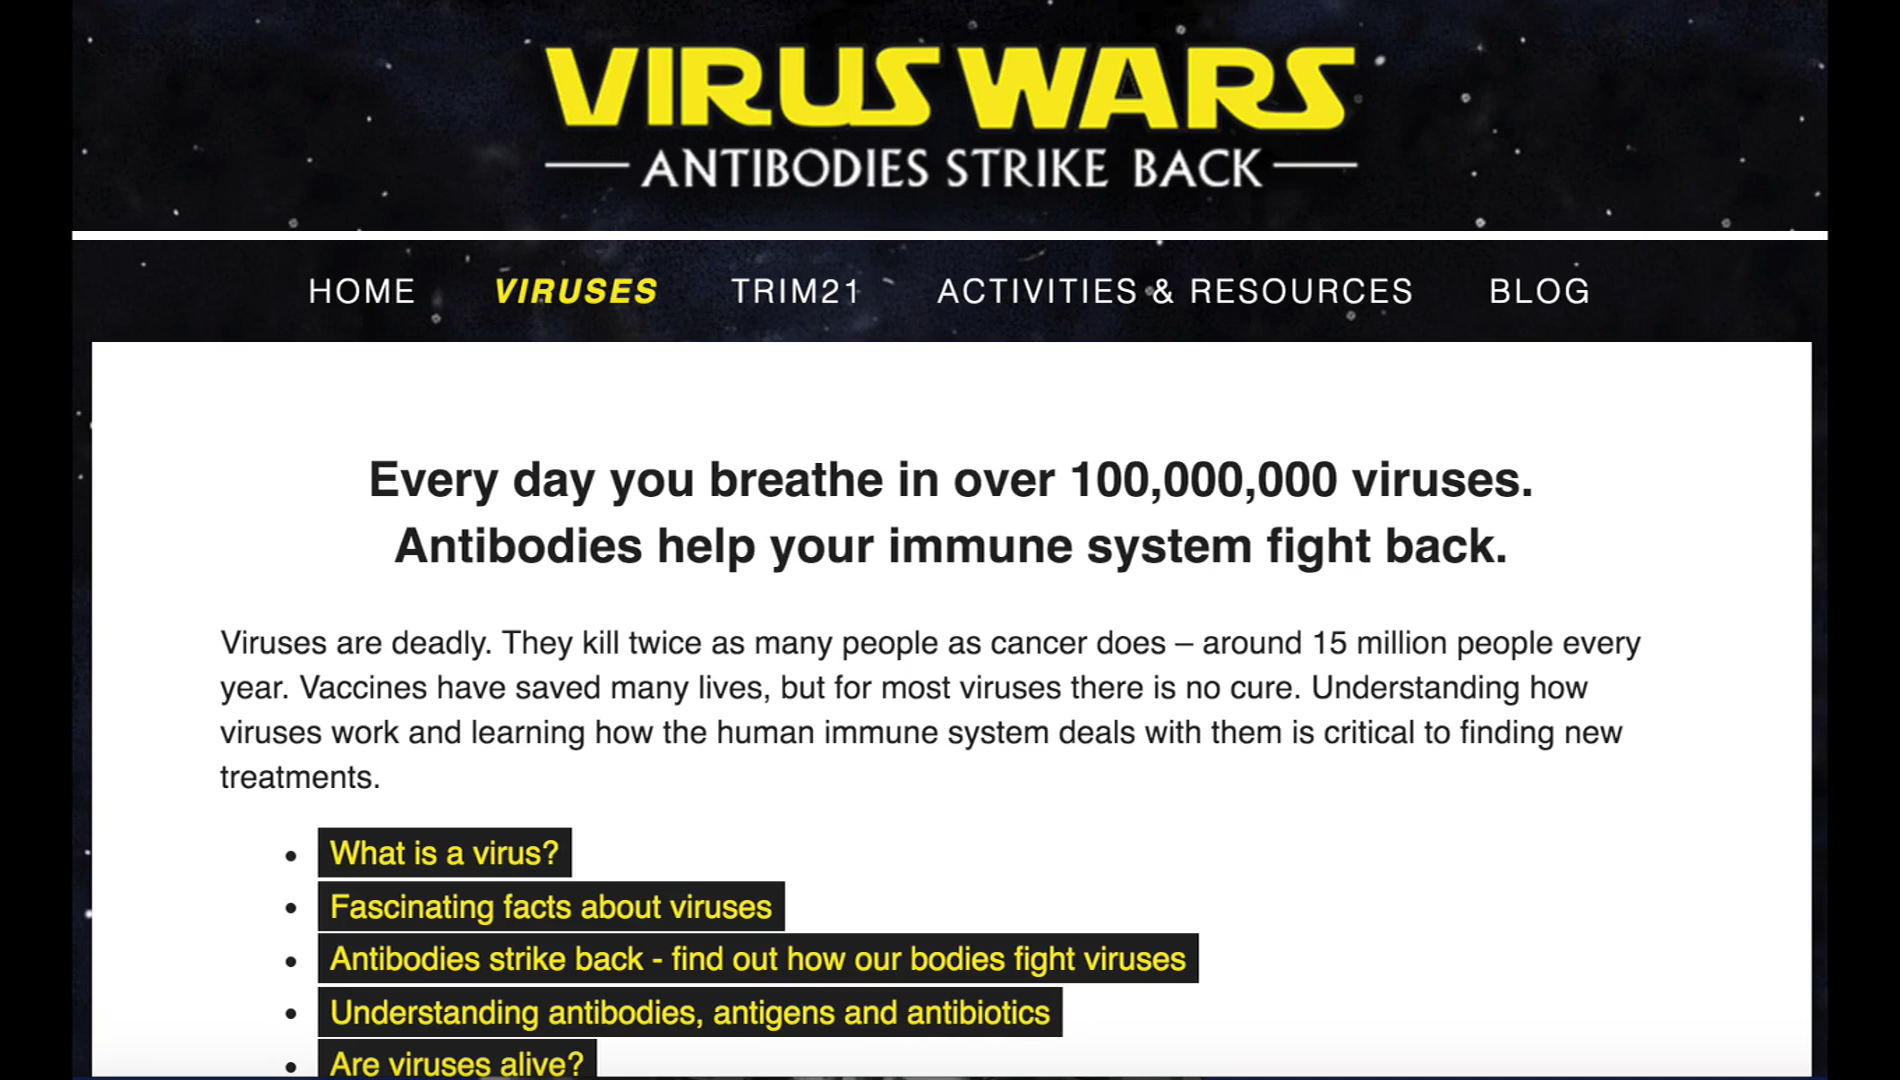 VIRUS WARS
ANTIBODIES STRIKE BACK
HOME VIRUSES TRIM21 ACTIVITIES & RESOURCES BLOG
Every day you breathe in over 100,000,000 viruses.
Antibodies help your immune system fight back.
Viruses are deadly. They kill twice as many people as cancer does – around 15 million people every
year. Vaccines have saved many lives, but for most viruses there is no cure. Understanding how
viruses work and learning how the human immune system deals with them is critical to finding new
treatments.
• What is a virus?
• Fascinating facts about viruses
• Antibodies strike back - find out how our bodies fight viruses
• Understanding antibodies, antigens and antibiotics
• Are viruses alive?